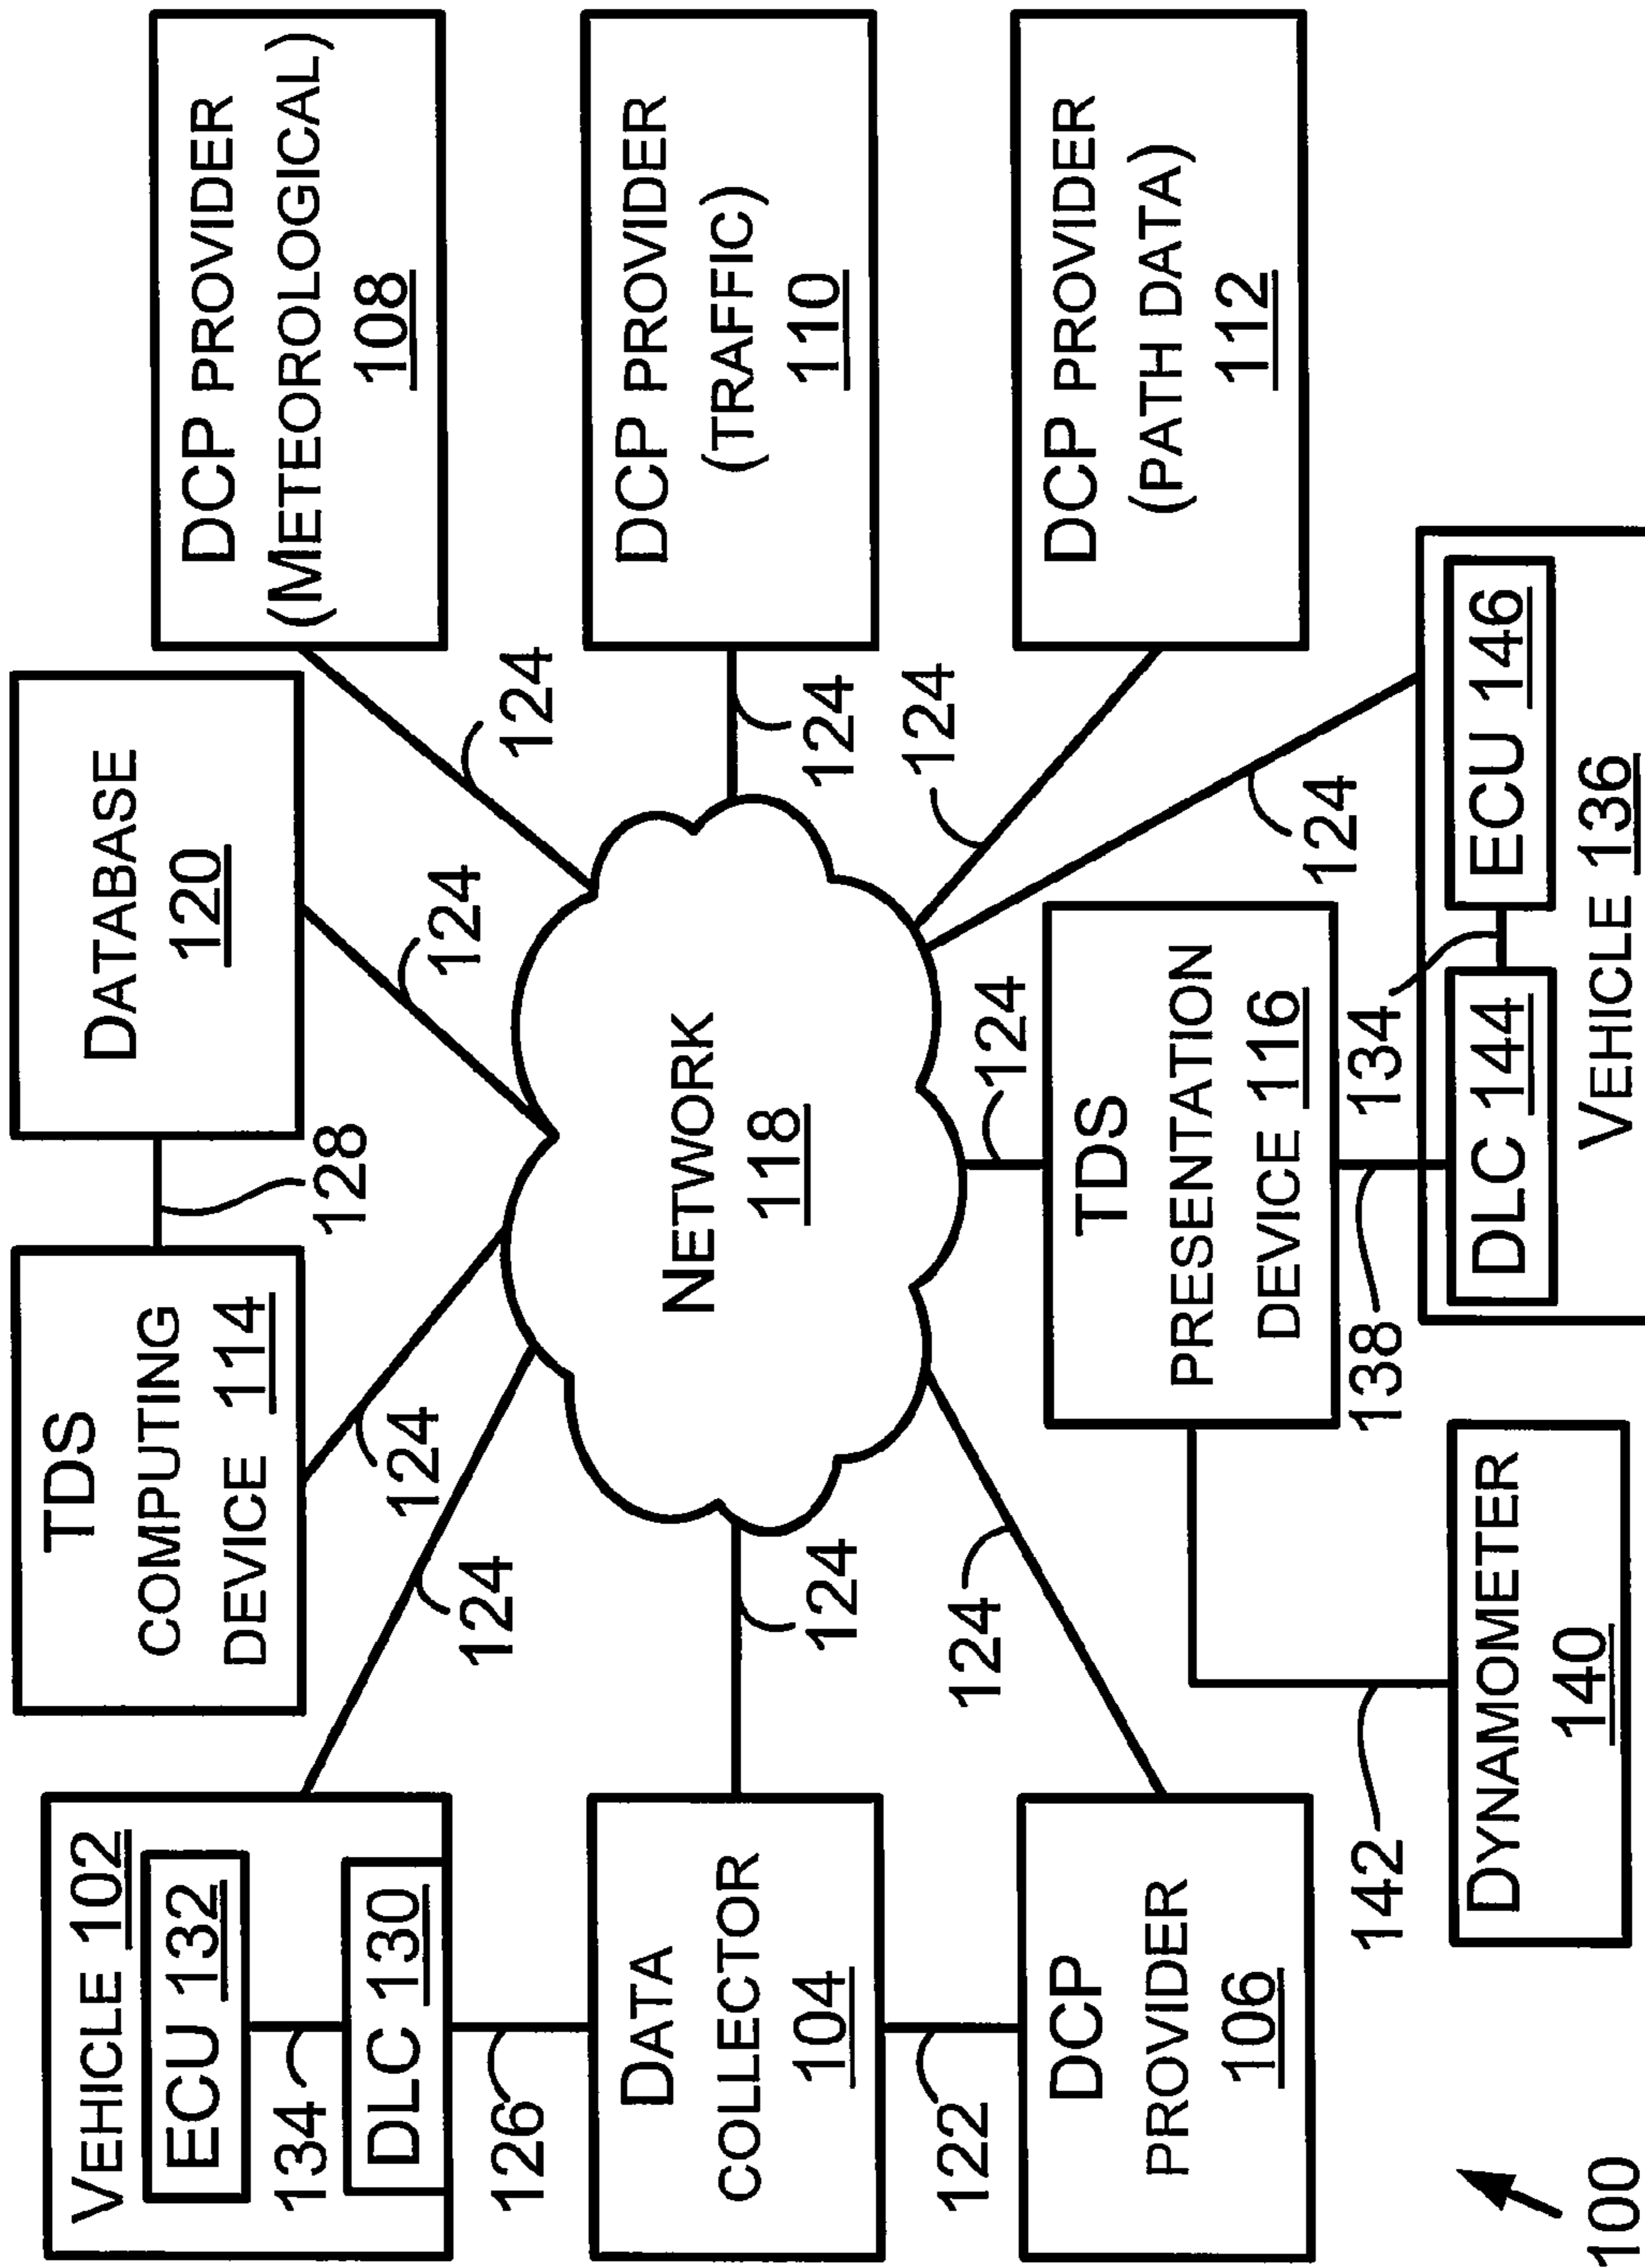 VEHICLE 102
ECU 132
134
DLC 130
126
DATA
COLLECTOR
104
122
DCP
PROVIDER
106
TDS
COMPUTING
DEVICE 114
128
DATABASE
120
124
124
124
124
124
124
NETWORK
118
124
124
124
124
DCP PROVIDER
(METEOROLOGICAL)
108
DCP PROVIDER
(TRAFFIC)
110
DCP PROVIDER
(PATH DATA)
112
TDS
PRESENTATION
DEVICE 116
142
138
134
DYNAMOMETER
140
DLC 144
ECU 146
VEHICLE 136
100